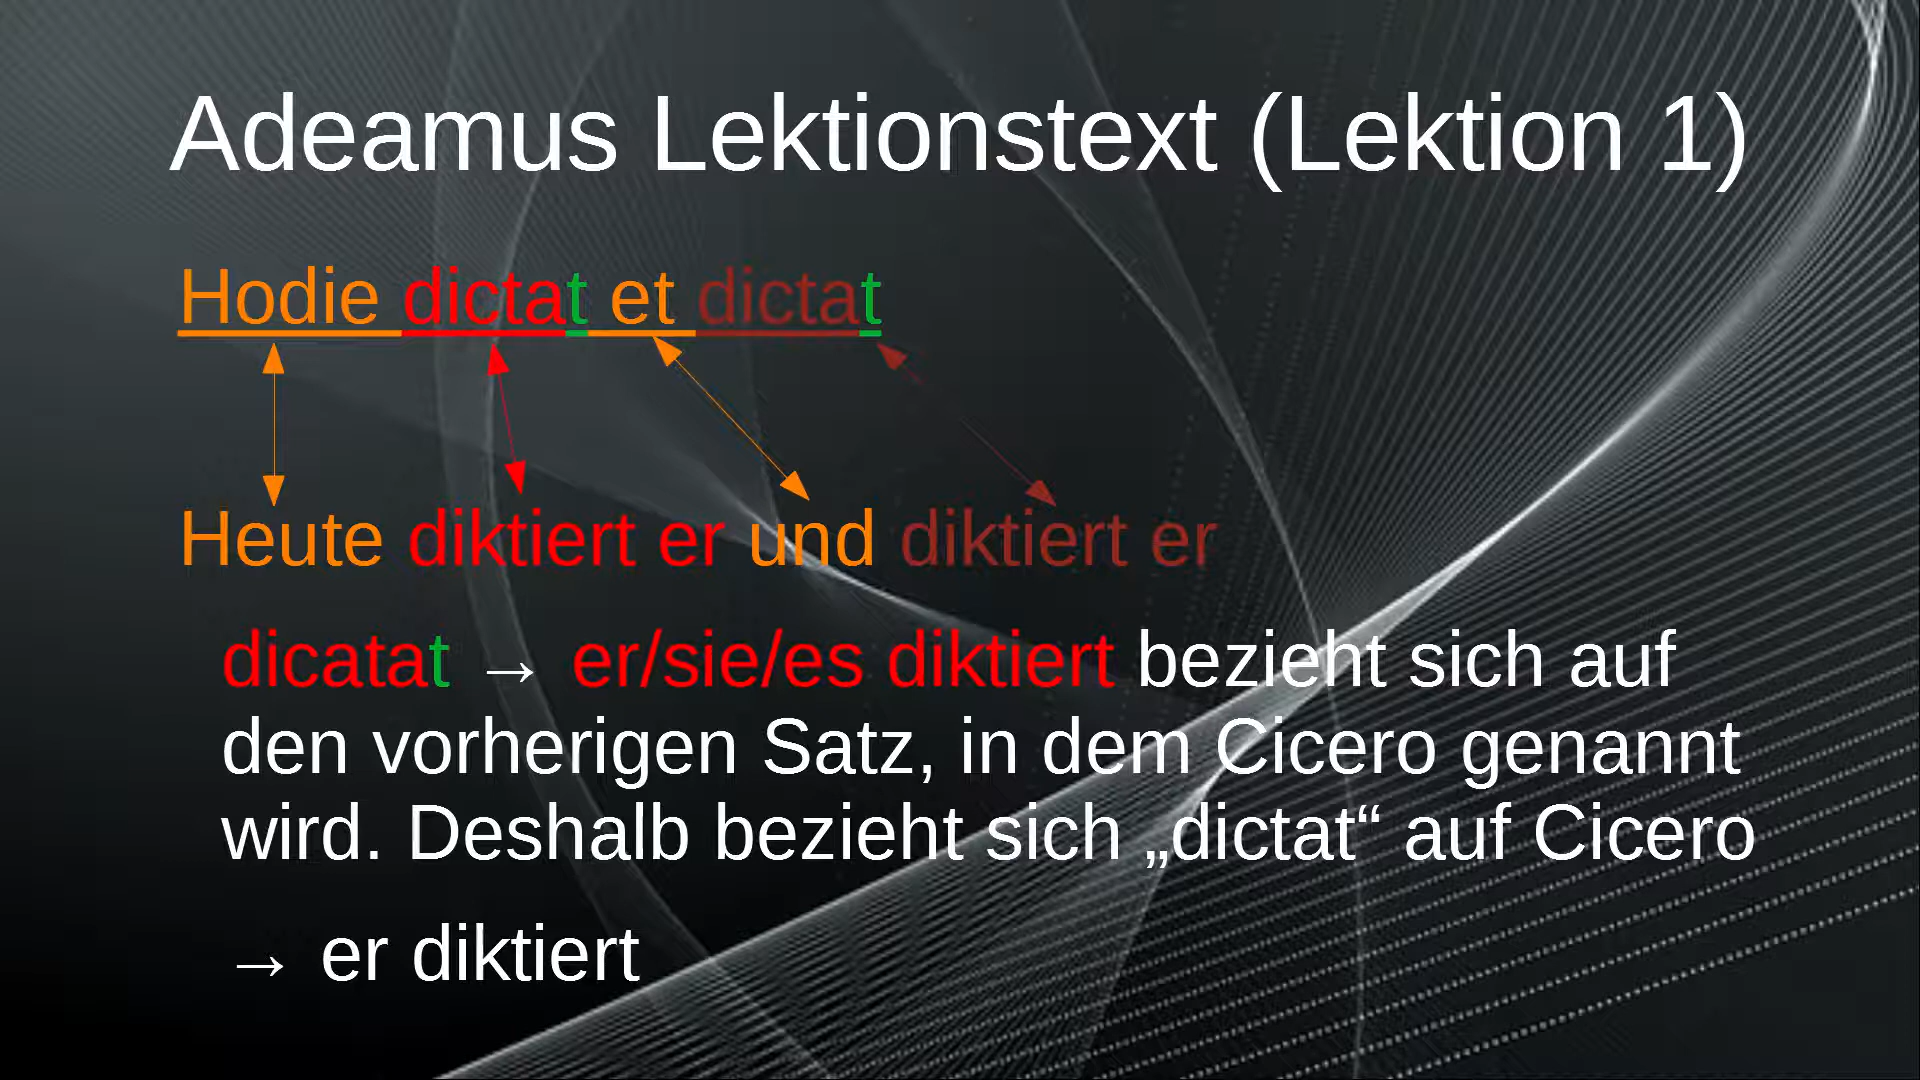 Adeamus Lektionstext (Lektion 1)
Hodie dictat et dictat
Heute diktiert er und diktiert er
dicatat → er/sie/es diktiert bezieht sich auf
den vorherigen Satz, in dem Cicero genannt
wird. Deshalb bezieht sich „dictat“ auf Cicero
→ er diktiert